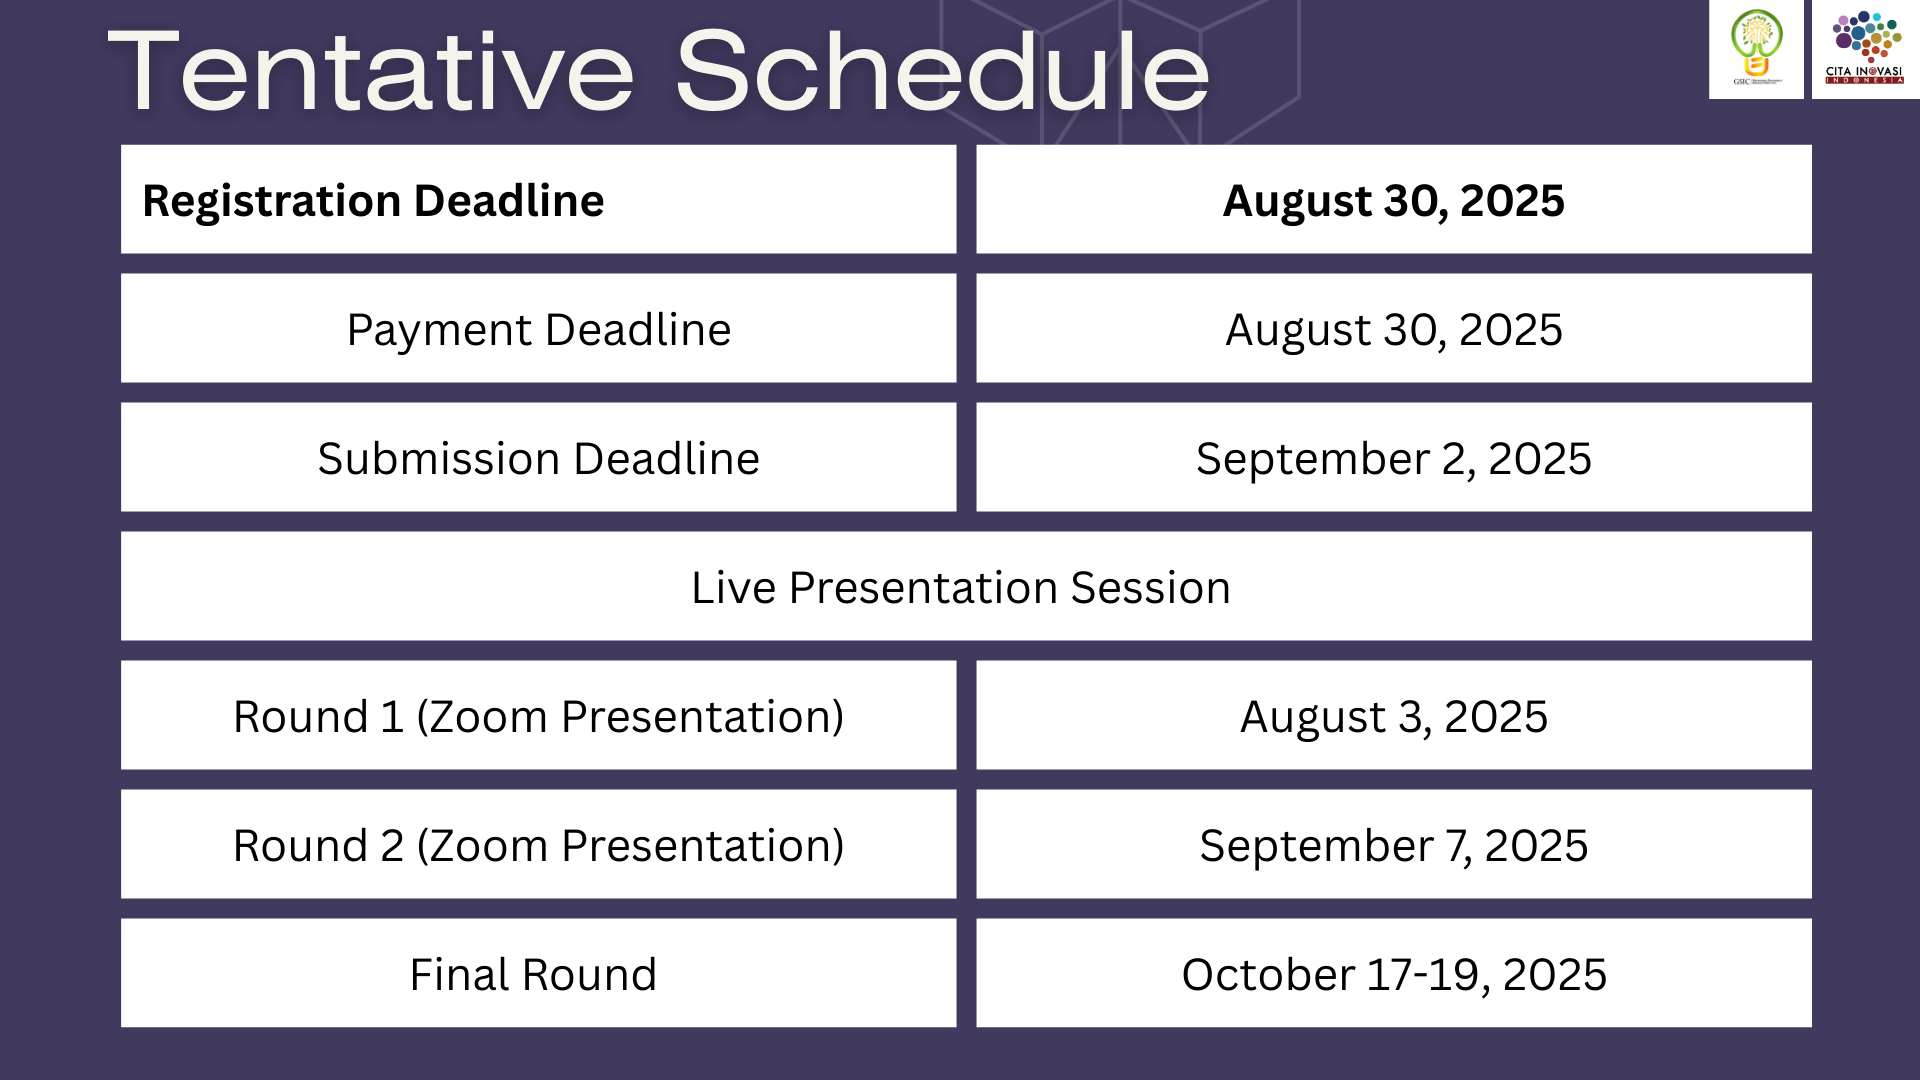 Tentative Schedule
GSIC
CITA INOVASI
INDONESIA
Registration Deadline
August 30, 2025
Payment Deadline
August 30, 2025
Submission Deadline
September 2, 2025
Live Presentation Session
Round 1 (Zoom Presentation)
August 3, 2025
Round 2 (Zoom Presentation)
September 7, 2025
Final Round
October 17-19, 2025